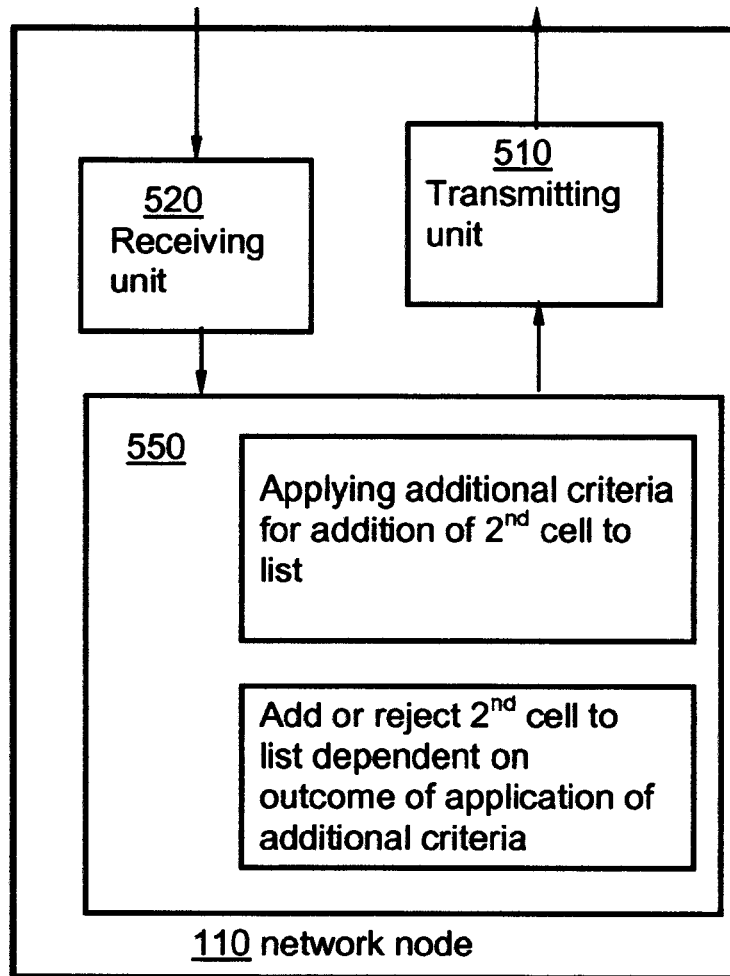 520
Receiving
unit
510
Transmitting
unit
550
Applying additional criteria
for addition of 2nd cell to
list
Add or reject 2nd cell to
list dependent on
outcome of application of
additional criteria
110 network node